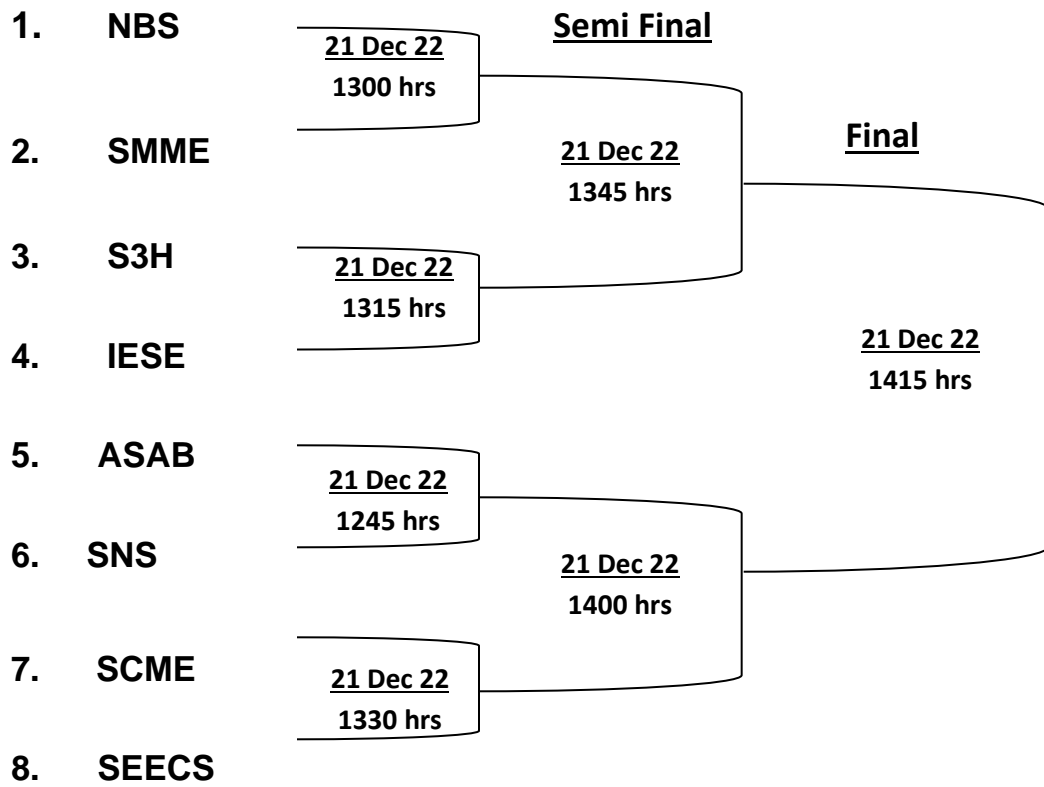 1. NBS
Semi Final
21 Dec 22
1300 hrs
2. SMME
21 Dec 22
1345 hrs
Final
3. S3H
21 Dec 22
1315 hrs
4. IESE
21 Dec 22
1415 hrs
5. ASAB
21 Dec 22
1245 hrs
6. SNS
21 Dec 22
1400 hrs
7. SCME
21 Dec 22
1330 hrs
8. SEECS